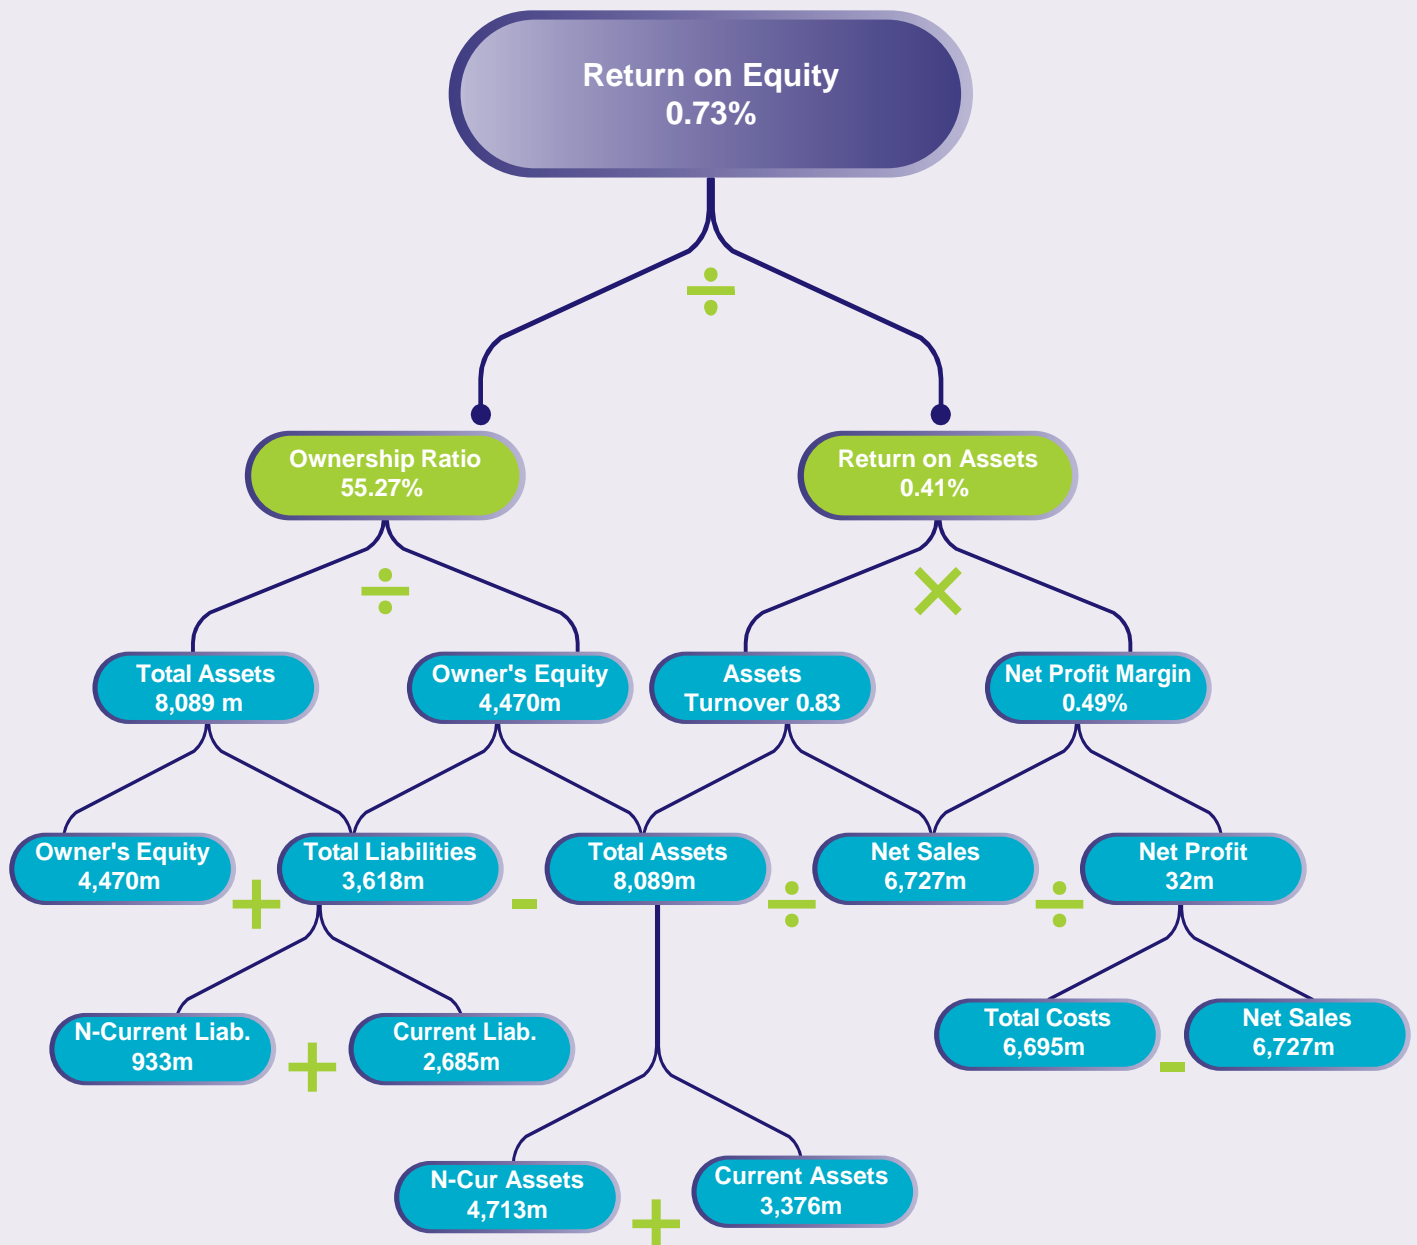 Return on Equity
0.73%
÷
Ownership Ratio
55.27%
Return on Assets
0.41%
÷
×
Total Assets
8,089 m
Owner's Equity
4,470m
Assets
Turnover 0.83
Net Profit Margin
0.49%
Owner's Equity
4,470m
+
Total Liabilities
3,618m
-
Total Assets
8,089m
÷
Net Sales
6,727m
÷
Net Profit
32m
N-Current Liab.
933m
+
Current Liab.
2,685m
Total Costs
6,695m
-
Net Sales
6,727m
N-Cur Assets
4,713m
+
Current Assets
3,376m